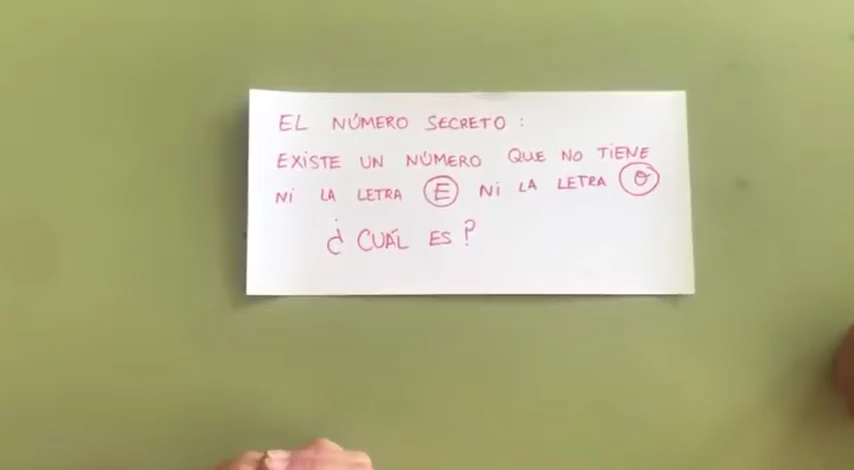 EL NÚMERO SECRETO:
EXISTE UN NÚMERO QUE NO TIENE
NI LA LETRA E NI LA LETRA O
¿CUÁL ES?